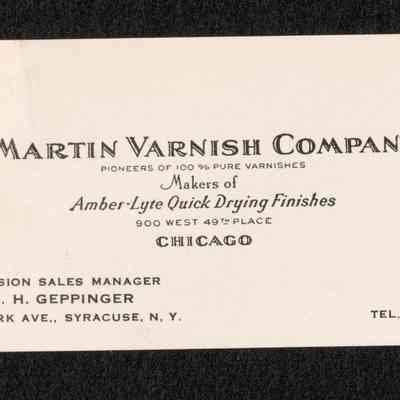 MARTIN VARNISH COMPAN
PIONEERS OF 100 % PURE VARNISHES
Makers of
Amber-Lyte Quick Drying Finishes
900 WEST 49TH PLACE
CHICAGO
SION SALES MANAGER
. H. GEPPINGER
RK AVE., SYRACUSE, N. Y.
TEL.